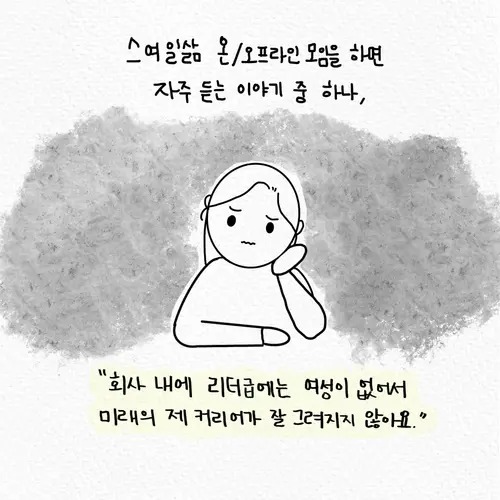 스여일삶 온/오프라인 모임을 하면
자주 듣는 이야기 중 하나,
"회사 내에 리더급에는 여성이 없어서
미래의 제 커리어가 잘 그려지지 않아요."